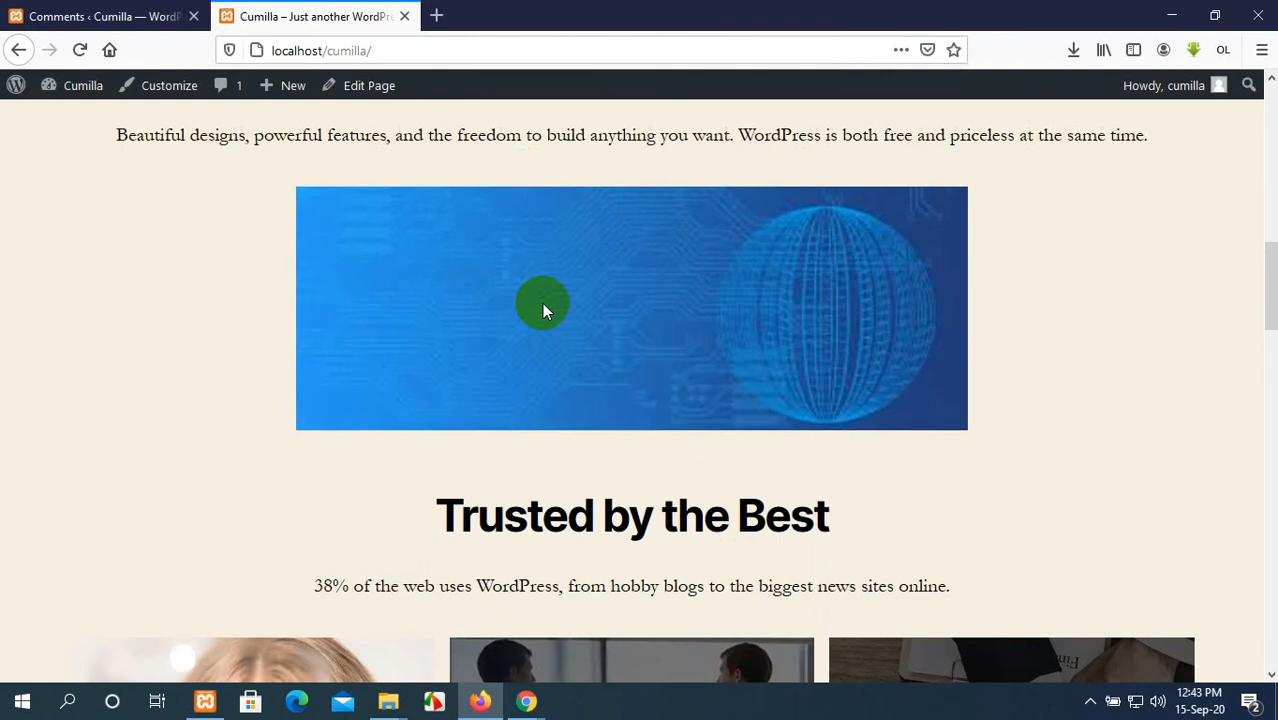 Comments ‹ Cumilla — WordP
Cumilla – Just another WordPre
localhost/cumilla/
OL
Cumilla
Customize
1
New
Edit Page
Howdy, cumilla
Beautiful designs, powerful features, and the freedom to build anything you want. WordPress is both free and priceless at the same time.
Trusted by the Best
38% of the web uses WordPress, from hobby blogs to the biggest news sites online.
12:43 PM
15-Sep-20
2